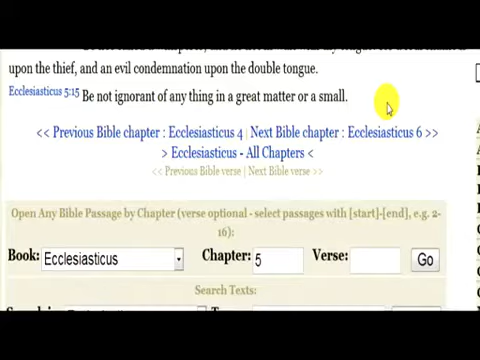 upon the thief, and an evil condemnation upon the double tongue.
Ecclesiasticus 5:15 Be not ignorant of any thing in a great matter or a small.
<< Previous Bible chapter : Ecclesiasticus 4 | Next Bible chapter : Ecclesiasticus 6 >>
> Ecclesiasticus - All Chapters <
<< Previous Bible verse | Next Bible verse >>
Open Any Bible Passage by Chapter (verse optional - select passages with [start]-[end], e.g. 2-
16):
Book: Ecclesiasticus Chapter: 5 Verse: Go
Search Texts: